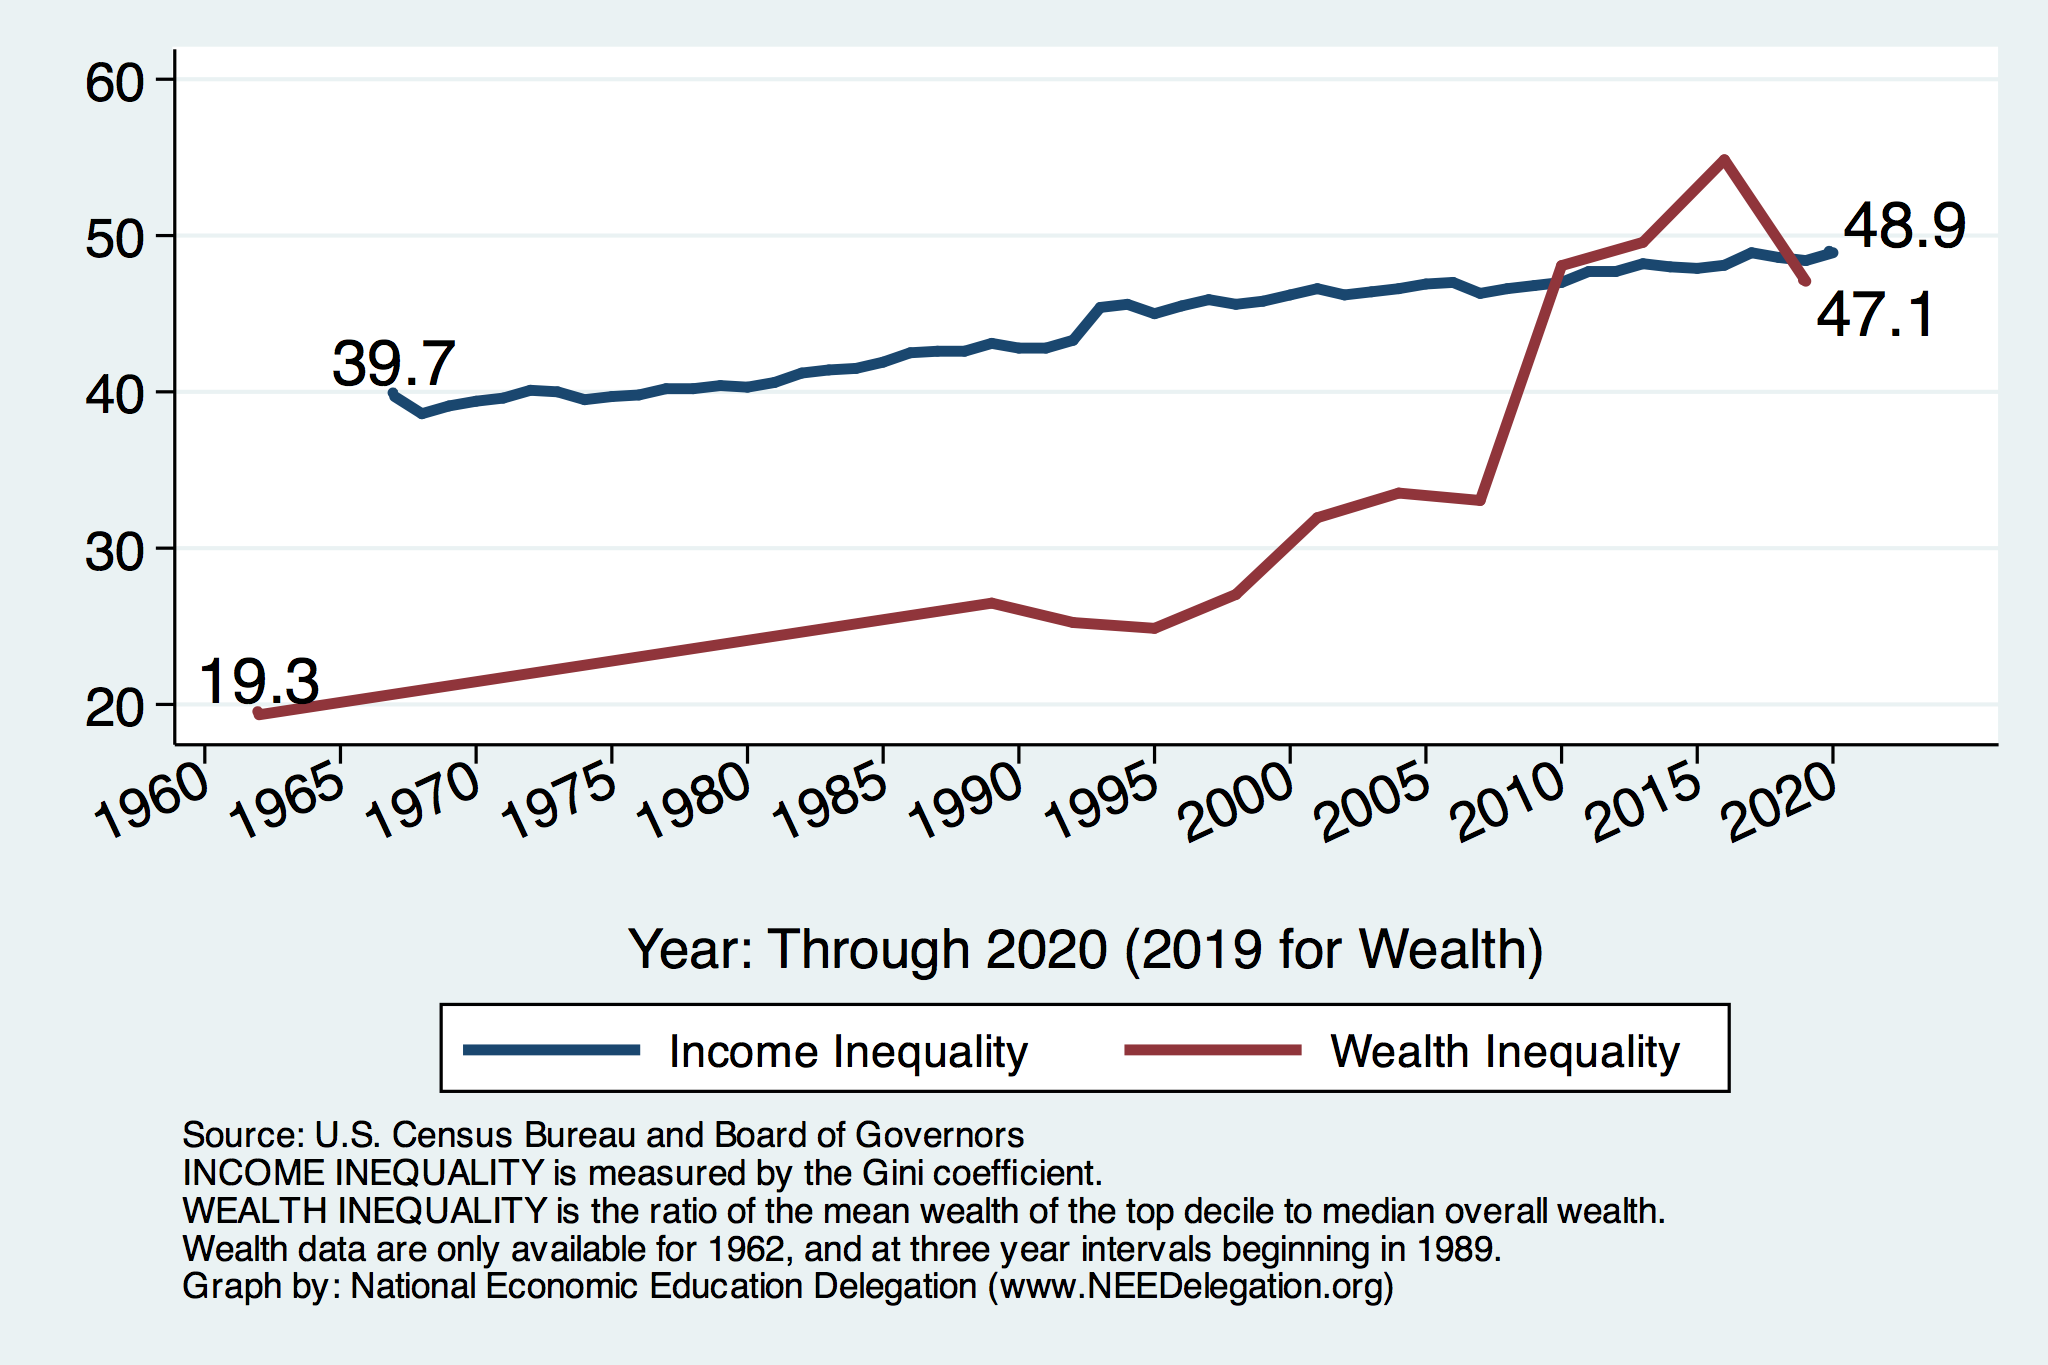 60
50
40
30
20
39.7
19.3
48.9
47.1
1960 1965 1970 1975 1980 1985 1990 1995 2000 2005 2010 2015 2020
Year: Through 2020 (2019 for Wealth)
Income Inequality Wealth Inequality
Source: U.S. Census Bureau and Board of Governors
INCOME INEQUALITY is measured by the Gini coefficient.
WEALTH INEQUALITY is the ratio of the mean wealth of the top decile to median overall wealth.
Wealth data are only available for 1962, and at three year intervals beginning in 1989.
Graph by: National Economic Education Delegation (www.NEEDelegation.org)